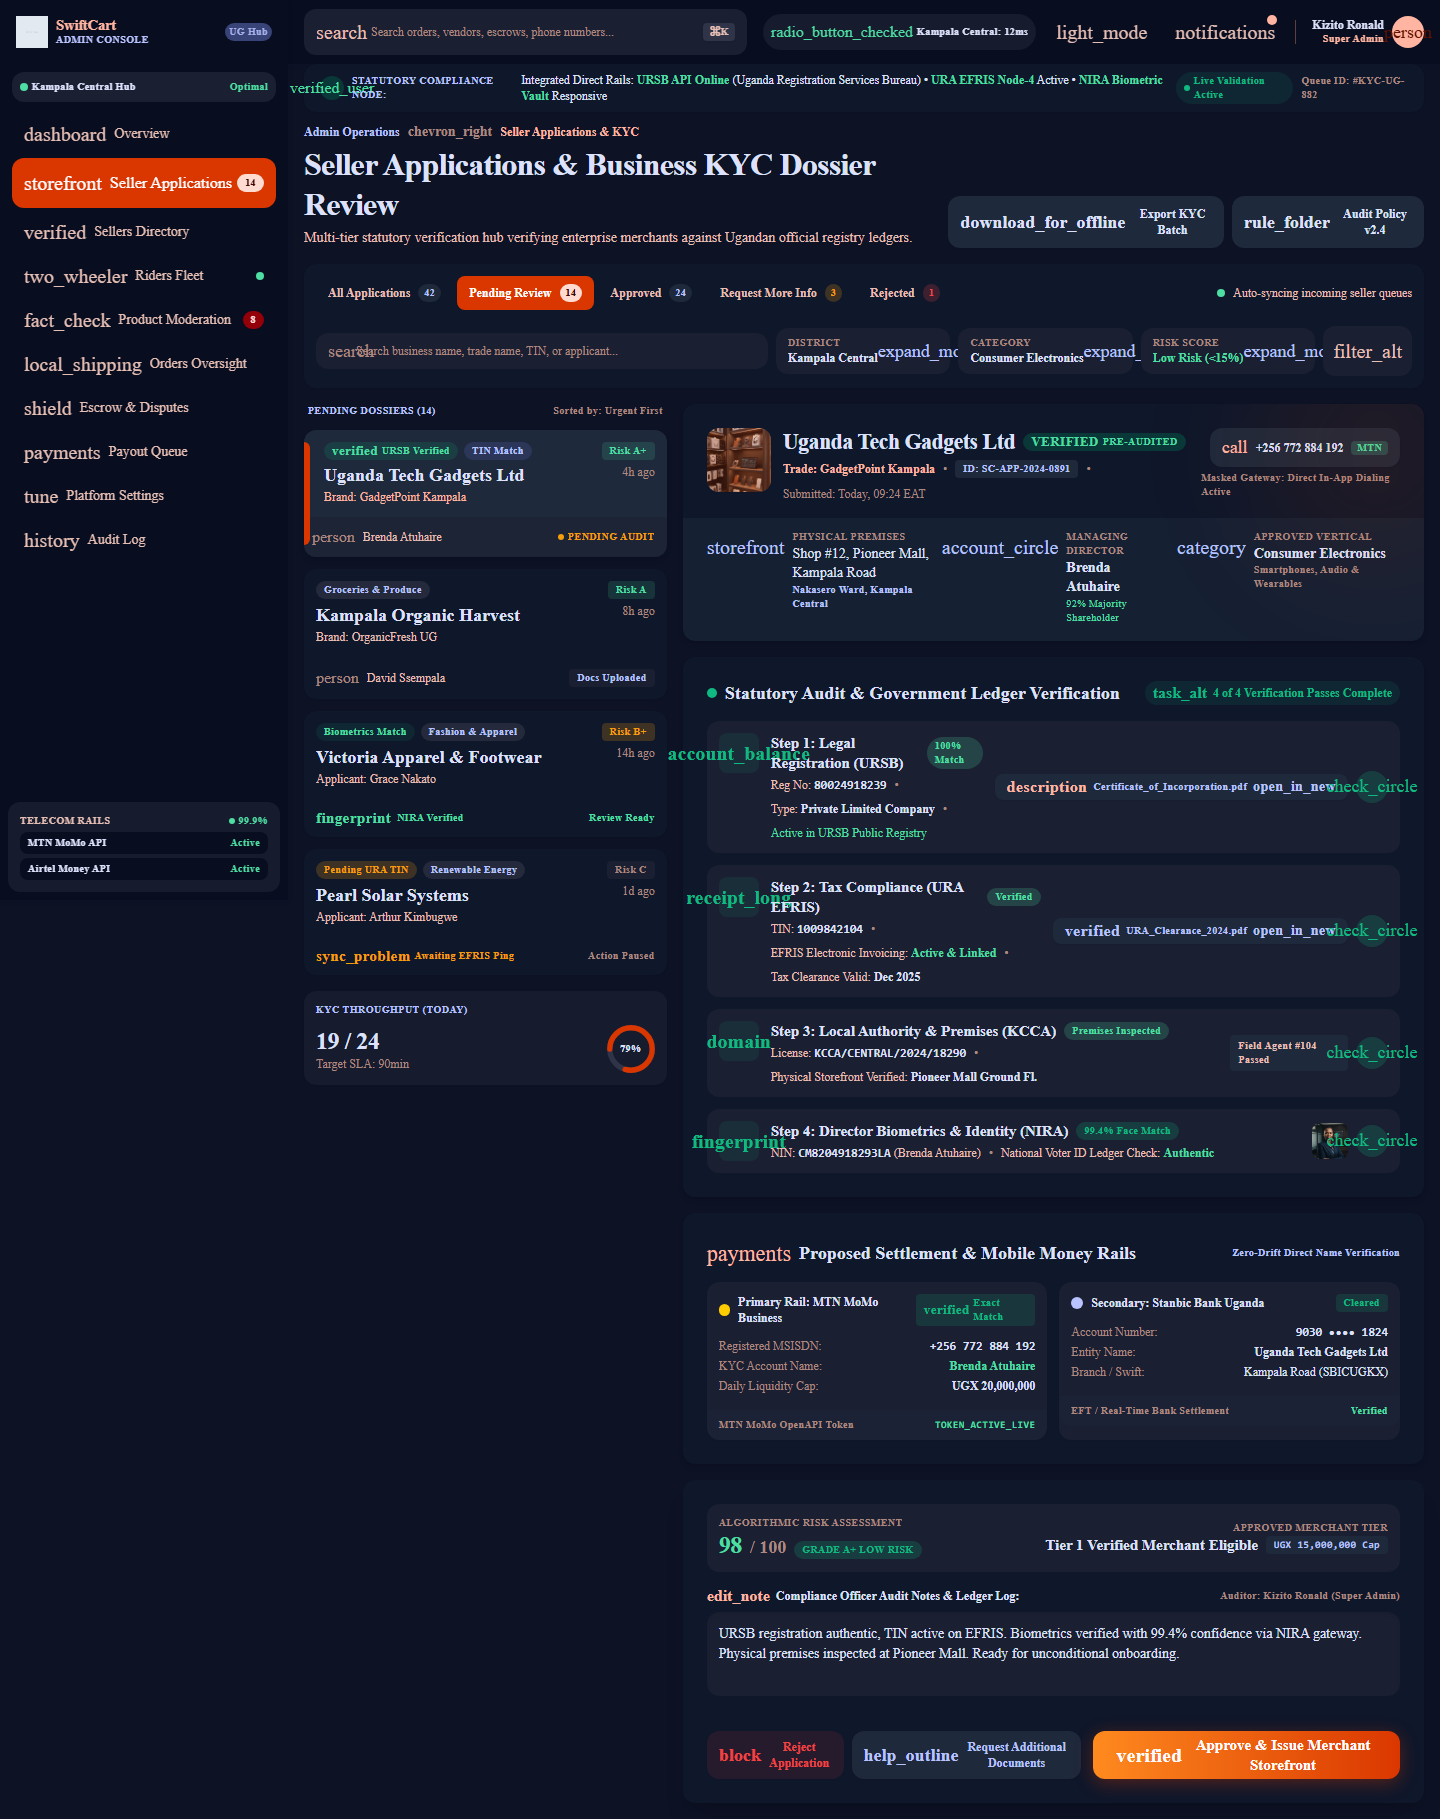 SwiftCart
ADMIN CONSOLE
UG Hub
search Search orders, vendors, escrows, phone numbers...
⌘K
radio_button_checked Kampala Central: 12ms
light_mode
notifications
Kizito Ronald
Super Admin
person
Kampala Central Hub
Optimal
dashboard Overview
storefront Seller Applications 14
verified Sellers Directory
two_wheeler Riders Fleet
fact_check Product Moderation 8
local_shipping Orders Oversight
shield Escrow & Disputes
payments Payout Queue
tune Platform Settings
history Audit Log
TELECOM RAILS
99.9%
MTN MoMo API Active
Airtel Money API Active
verified_user
STATUTORY COMPLIANCE
NODE:
Integrated Direct Rails: URSB API Online (Uganda Registration Services Bureau) • URA EFRIS Node-4 Active • NIRA Biometric
Vault Responsive
Live Validation
Active
Queue ID: #KYC-UG-
882
Admin Operations chevron_right Seller Applications & KYC
Seller Applications & Business KYC Dossier
Review
Multi-tier statutory verification hub verifying enterprise merchants against Ugandan official registry ledgers.
download_for_offline Export KYC
Batch
rule_folder Audit Policy
v2.4
All Applications 42
Pending Review 14
Approved 24
Request More Info 3
Rejected 1
Auto-syncing incoming seller queues
search Search business name, trade name, TIN, or applicant...
DISTRICT
Kampala Central expand_mo
CATEGORY
Consumer Electronics expand_
RISK SCORE
Low Risk (<15%) expand_mo
filter_alt
PENDING DOSSIERS (14)
Sorted by: Urgent First
verified URSB Verified
TIN Match
Risk A+
Uganda Tech Gadgets Ltd
4h ago
Brand: GadgetPoint Kampala
person Brenda Atuhaire
PENDING AUDIT
Groceries & Produce
Risk A
Kampala Organic Harvest
8h ago
Brand: OrganicFresh UG
person David Ssempala
Docs Uploaded
Biometrics Match
Fashion & Apparel
Risk B+
Victoria Apparel & Footwear
14h ago
Applicant: Grace Nakato
fingerprint NIRA Verified
Review Ready
Pending URA TIN
Renewable Energy
Risk C
Pearl Solar Systems
1d ago
Applicant: Arthur Kimbugwe
sync_problem Awaiting EFRIS Ping
Action Paused
KYC THROUGHPUT (TODAY)
19 / 24
Target SLA: 90min
79%
Uganda Tech Gadgets Ltd
VERIFIED PRE-AUDITED
Trade: GadgetPoint Kampala • ID: SC-APP-2024-0891 •
Submitted: Today, 09:24 EAT
call +256 772 884 192 MTN
Masked Gateway: Direct In-App Dialing
Active
storefront
PHYSICAL PREMISES
Shop #12, Pioneer Mall,
Kampala Road
Nakasero Ward, Kampala
Central
account_circle
MANAGING
DIRECTOR
Brenda
Atuhaire
92% Majority
Shareholder
category
APPROVED VERTICAL
Consumer Electronics
Smartphones, Audio &
Wearables
Statutory Audit & Government Ledger Verification
task_alt 4 of 4 Verification Passes Complete
account_balance
Step 1: Legal
Registration (URSB)
100%
Match
Reg No: 80024918239 •
Type: Private Limited Company •
Active in URSB Public Registry
description Certificate_of_Incorporation.pdf open_in_new
check_circle
receipt_long
Step 2: Tax Compliance (URA
EFRIS)
Verified
TIN: 1009842104 •
EFRIS Electronic Invoicing: Active & Linked •
Tax Clearance Valid: Dec 2025
verified URA_Clearance_2024.pdf open_in_new
check_circle
domain
Step 3: Local Authority & Premises (KCCA)
Premises Inspected
License: KCCA/CENTRAL/2024/18290 •
Physical Storefront Verified: Pioneer Mall Ground Fl.
Field Agent #104
Passed
check_circle
fingerprint
Step 4: Director Biometrics & Identity (NIRA)
99.4% Face Match
NIN: CM8204918293LA (Brenda Atuhaire) • National Voter ID Ledger Check: Authentic
check_circle
payments Proposed Settlement & Mobile Money Rails
Zero-Drift Direct Name Verification
Primary Rail: MTN MoMo
Business
verified Exact
Match
Registered MSISDN: +256 772 884 192
KYC Account Name: Brenda Atuhaire
Daily Liquidity Cap: UGX 20,000,000
MTN MoMo OpenAPI Token TOKEN_ACTIVE_LIVE
Secondary: Stanbic Bank Uganda
Cleared
Account Number: 9030 •••• 1824
Entity Name: Uganda Tech Gadgets Ltd
Branch / Swift: Kampala Road (SBICUGKX)
EFT / Real-Time Bank Settlement Verified
ALGORITHMIC RISK ASSESSMENT
98 / 100 GRADE A+ LOW RISK
APPROVED MERCHANT TIER
Tier 1 Verified Merchant Eligible UGX 15,000,000 Cap
edit_note Compliance Officer Audit Notes & Ledger Log:
Auditor: Kizito Ronald (Super Admin)
URSB registration authentic, TIN active on EFRIS. Biometrics verified with 99.4% confidence via NIRA gateway.
Physical premises inspected at Pioneer Mall. Ready for unconditional onboarding.
block Reject
Application
help_outline Request Additional
Documents
verified Approve & Issue Merchant
Storefront